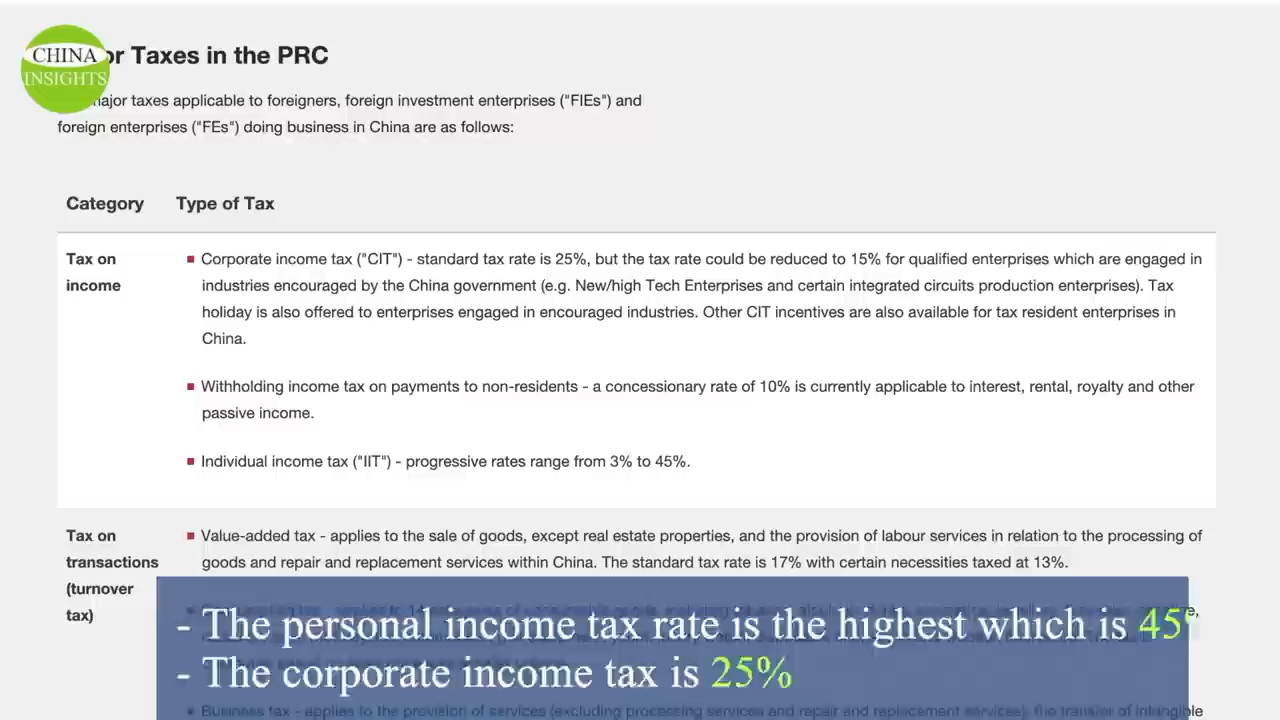 CHINA
INSIGHTS
or Taxes in the PRC
ajor taxes applicable to foreigners, foreign investment enterprises ("FIEs") and
foreign enterprises ("FEs") doing business in China are as follows:
Category Type of Tax
Tax on
income
Corporate income tax ("CIT") - standard tax rate is 25%, but the tax rate could be reduced to 15% for qualified enterprises which are engaged in
industries encouraged by the China government (e.g. New/high Tech Enterprises and certain integrated circuits production enterprises). Tax
holiday is also offered to enterprises engaged in encouraged industries. Other CIT incentives are also available for tax resident enterprises in
China.
Withholding income tax on payments to non-residents - a concessionary rate of 10% is currently applicable to interest, rental, royalty and other
passive income.
Individual income tax ("IIT") - progressive rates range from 3% to 45%.
Tax on
transactions
(turnover
tax)
Value-added tax - applies to the sale of goods, except real estate properties, and the provision of labour services in relation to the processing of
goods and repair and replacement services within China. The standard tax rate is 17% with certain necessities taxed at 13%.
- The personal income tax rate is the highest which is 45
- The corporate income tax is 25%
Business tax - applies to the provision of services (excluding processing services and repair and replacement services), the transfer of intangible